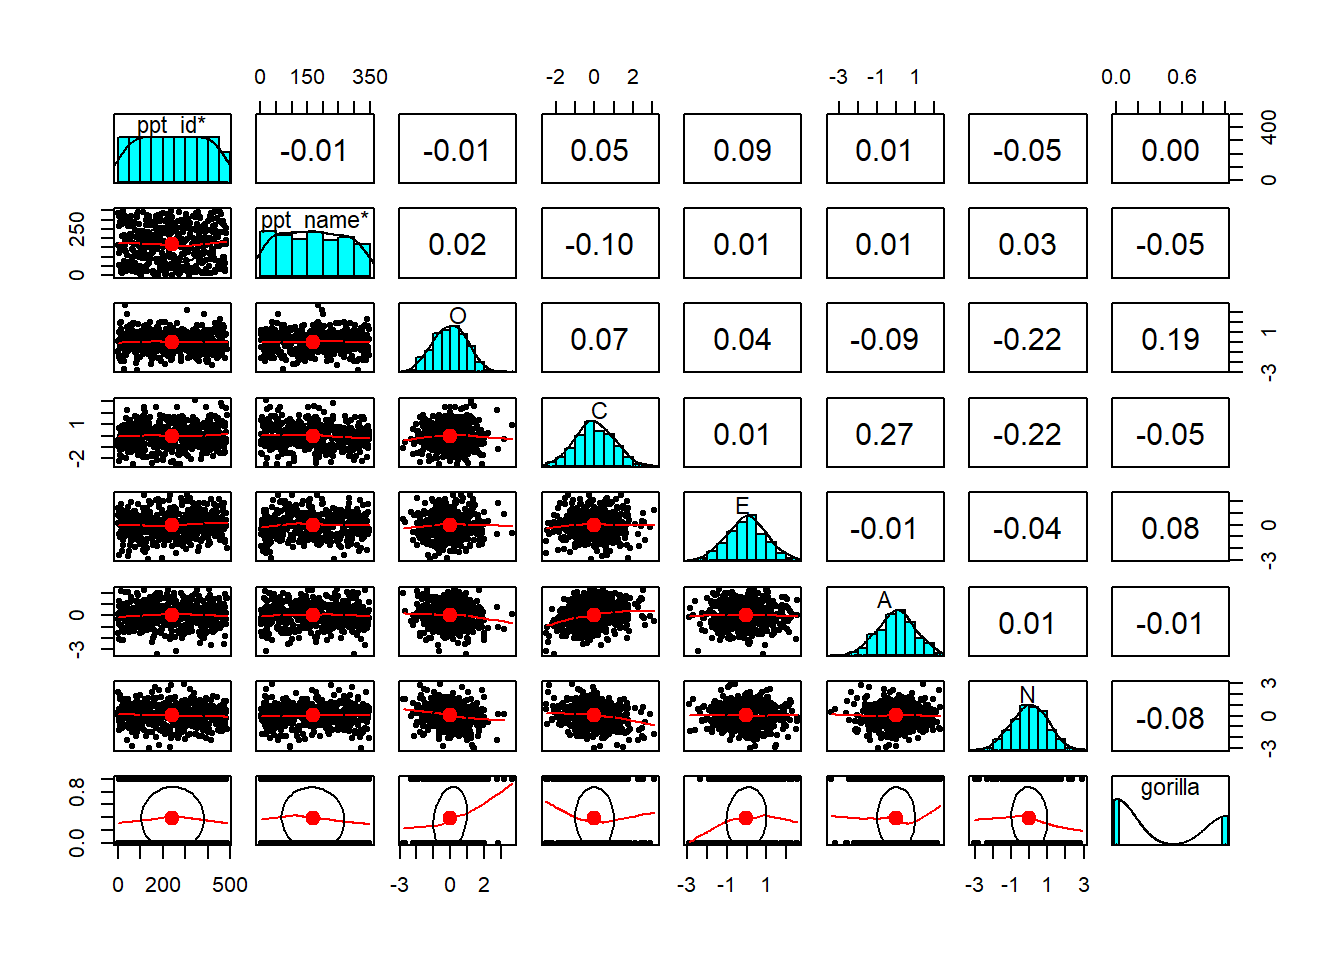 0 150 350 -2 0 2 -3 -1 1 0.0 0.6
ppt_id* -0.01 -0.01 0.05 0.09 0.01 -0.05 0.00 0 400
0 250 ppt_name* 0.02 -0.10 0.01 0.01 0.03 -0.05
O 0.07 0.04 -0.09 -0.22 0.19 -3 1
-2 1 C 0.01 0.27 -0.22 -0.05
E -0.01 -0.04 0.08 -3 0
-3 0 A 0.01 -0.01
N -0.08 -3 0 3
0.0 0.8 gorilla
0 200 500 -3 0 2 -3 -1 1 -3 -1 1 3